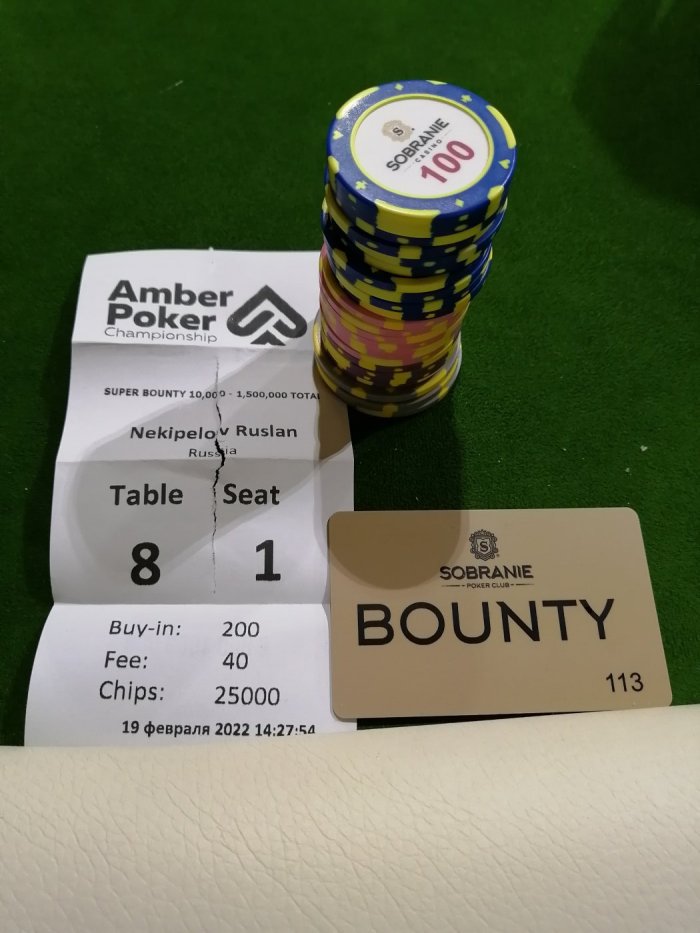 SOBRANIE
CASINO
100
Amber
Poker
Championship
SUPER BOUNTY 10,000 - 1,500,000 TOTAL
Nekipelov Ruslan
Russia
Table Seat
8 1
Buy-in: 200
Fee: 40
Chips: 25000
19 февраля 2022 14:27:54
S
SOBRANIE
POKER CLUB
BOUNTY
113